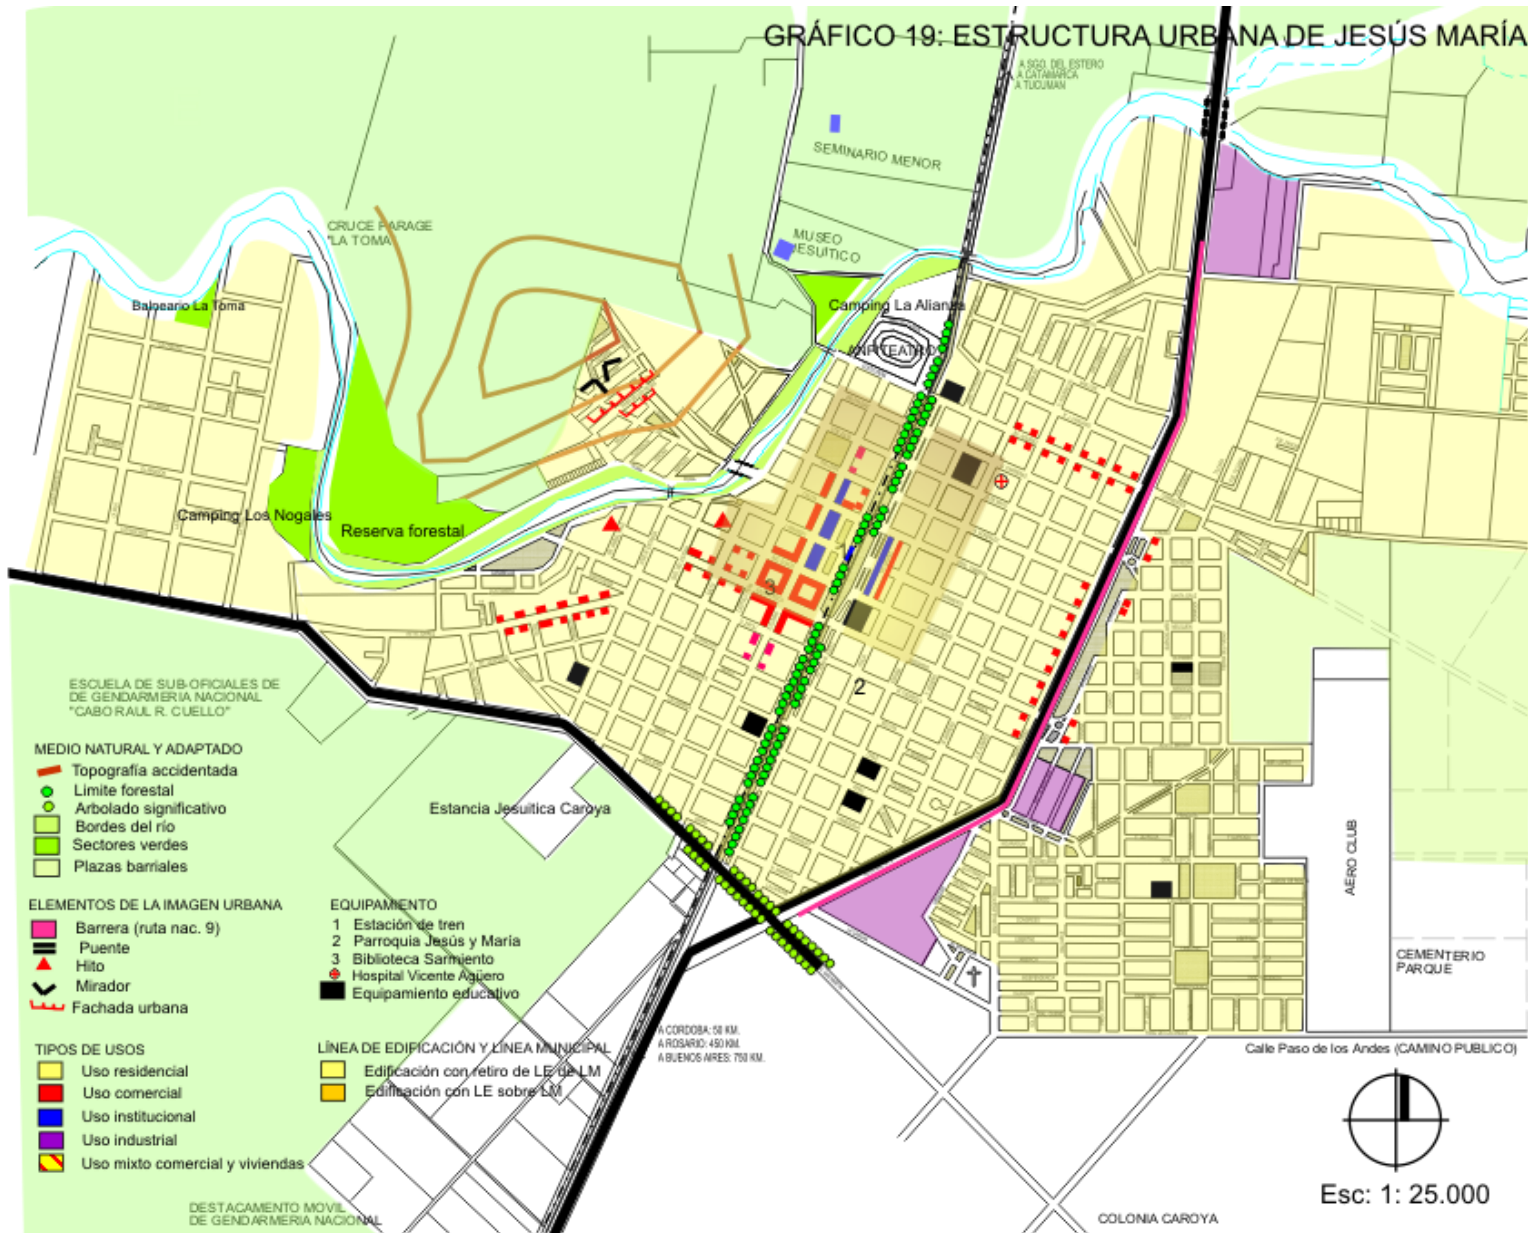 GRÁFICO 19: ESTRUCTURA URBANA DE JESÚS MARÍA
A SGO. DEL ESTERO
A CATAMARCA
A TUCUMAN
SEMINARIO MENOR
CRUCE PARAGE
"LA TOMA"
MUSEO
JESUÍTICO
Balneario La Toma
Camping La Alianza
ANFITEATRO
Camping Los Nogales
Reserva forestal
1
3
2
ESCUELA DE SUB-OFICIALES DE
DE GENDARMERIA NACIONAL
"CABO RAUL R. CUELLO"
Estancia Jesuitica Caroya
AERO CLUB
CEMENTERIO
PARQUE
MEDIO NATURAL Y ADAPTADO
Topografía accidentada
Limite forestal
Arbolado significativo
Bordes del río
Sectores verdes
Plazas barriales
ELEMENTOS DE LA IMAGEN URBANA
Barrera (ruta nac. 9)
Puente
Hito
Mirador
Fachada urbana
EQUIPAMIENTO
1 Estación de tren
2 Parroquia Jesús y María
3 Biblioteca Sarmiento
Hospital Vicente Agüero
Equipamiento educativo
TIPOS DE USOS
Uso residencial
Uso comercial
Uso institucional
Uso industrial
Uso mixto comercial y viviendas
LÍNEA DE EDIFICACIÓN Y LÍNEA MUNICIPAL
Edificación con retiro de LE de LM
Edificación con LE sobre LM
A CORDOBA: 50 KM.
A ROSARIO: 450 KM.
A BUENOS AIRES: 750 KM.
Calle Paso de los Andes (CAMINO PUBLICO)
Esc: 1: 25.000
DESTACAMENTO MOVIL
DE GENDARMERIA NACIONAL
COLONIA CAROYA